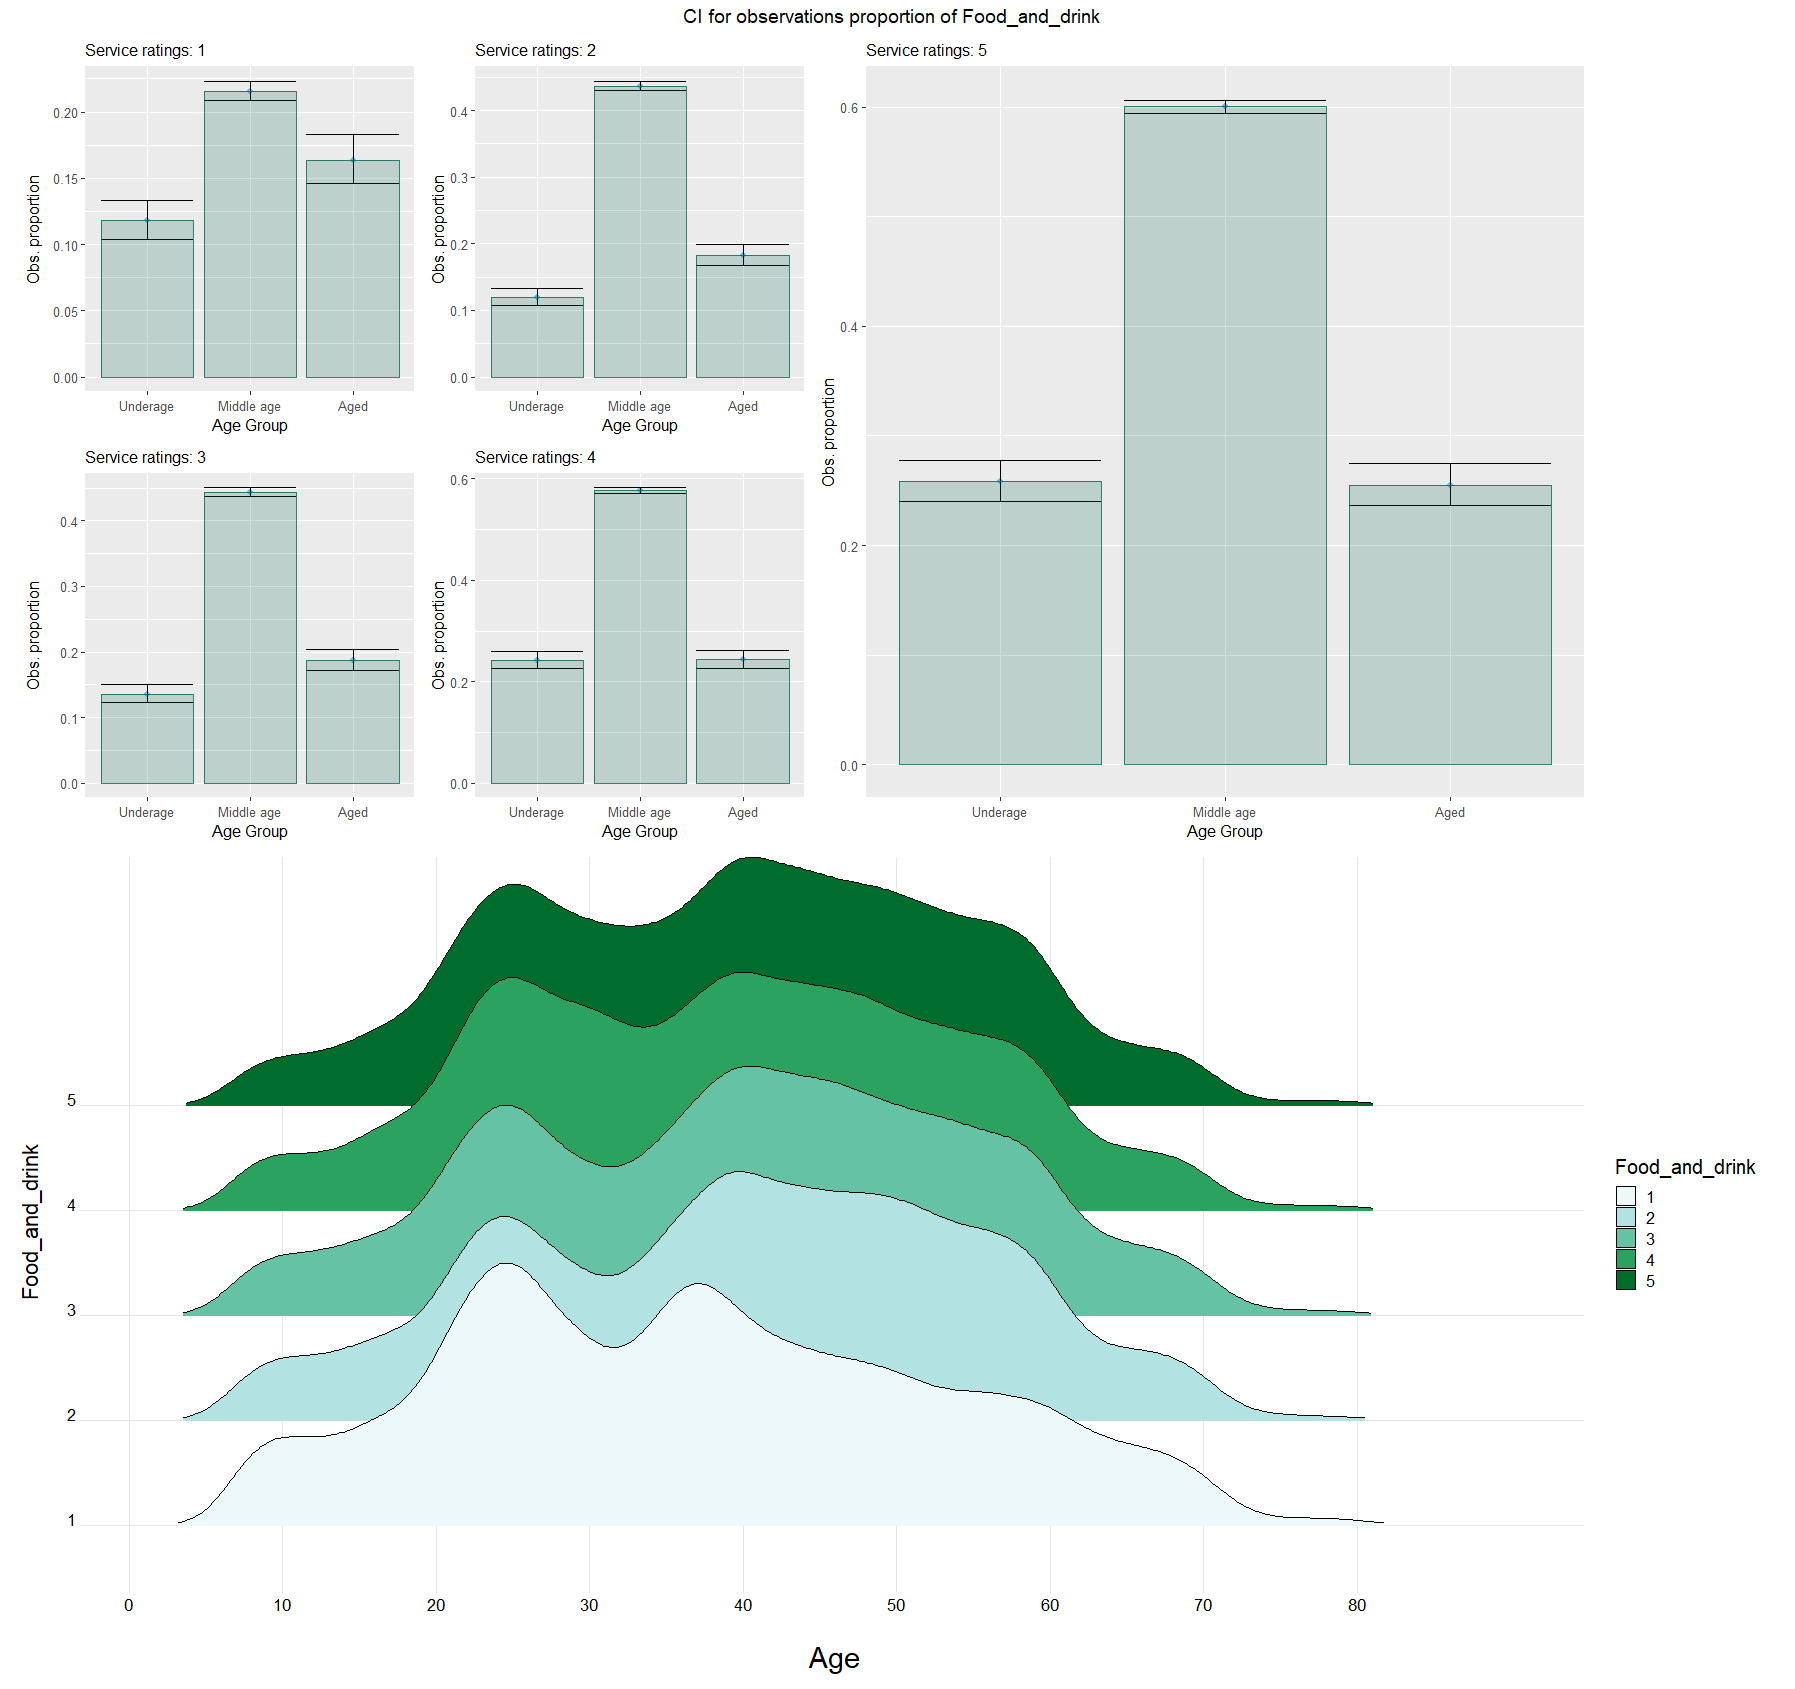 CI for observations proportion of Food_and_drink
Service ratings: 1
Obs. proportion
0.20
0.15
0.10
0.05
0.00
Underage Middle age Aged
Age Group
Service ratings: 2
Obs. proportion
0.4
0.3
0.2
0.1
0.0
Underage Middle age Aged
Age Group
Service ratings: 5
Obs. proportion
0.6
0.4
0.2
0.0
Underage Middle age Aged
Age Group
Service ratings: 3
Obs. proportion
0.4
0.3
0.2
0.1
0.0
Underage Middle age Aged
Age Group
Service ratings: 4
Obs. proportion
0.6
0.4
0.2
0.0
Underage Middle age Aged
Age Group
Food_and_drink
5
4
3
2
1
0 10 20 30 40 50 60 70 80
Age
Food_and_drink
1
2
3
4
5